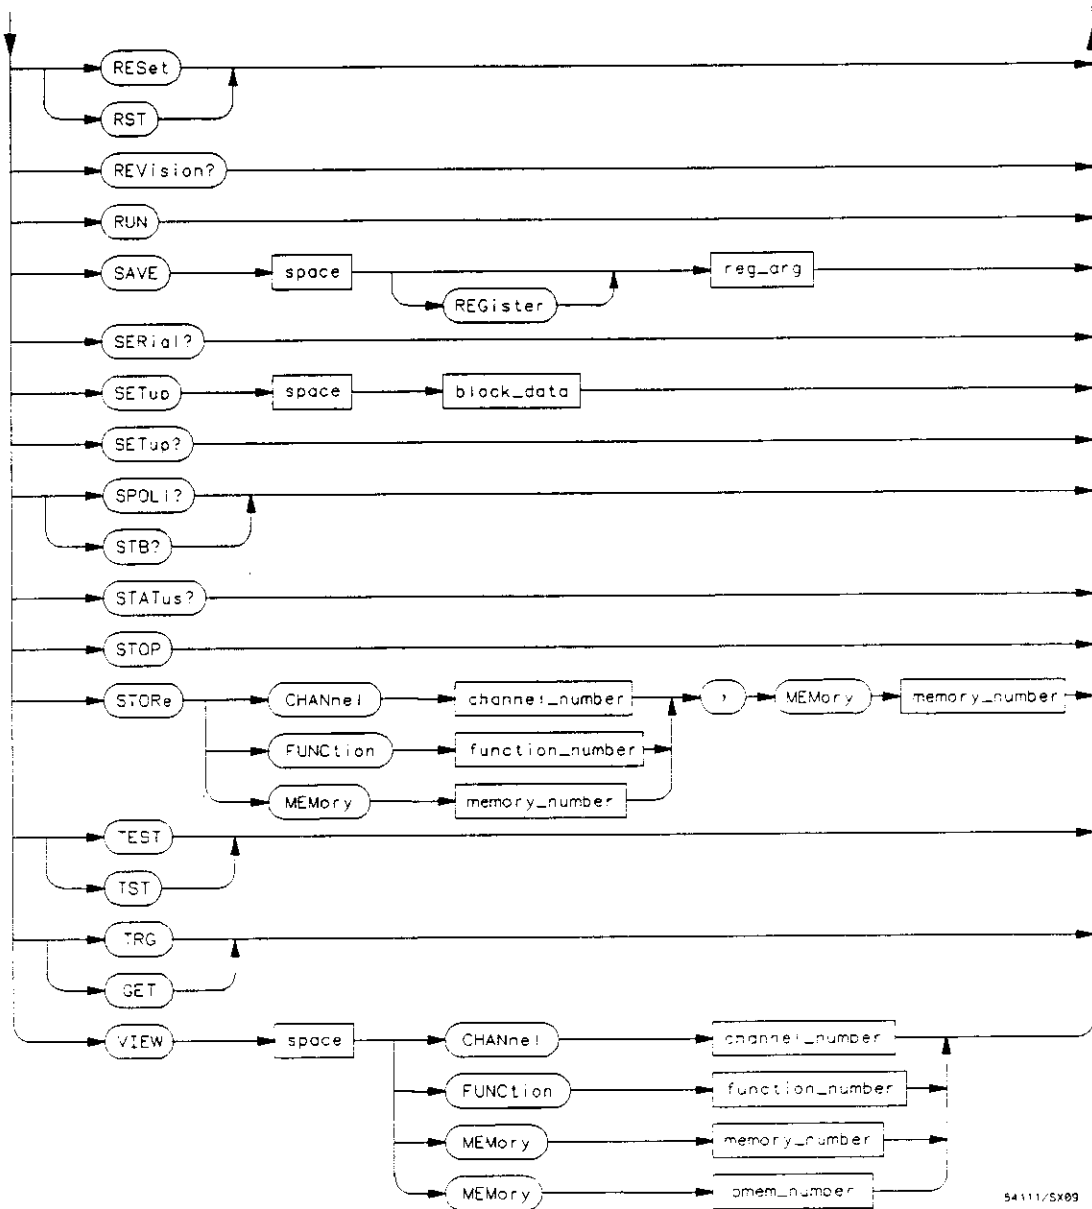 RESet
RST
REVision?
RUN
SAVE space REGister reg_arg
SERial?
SETup space block_data
SETup?
SPOLl?
STB?
STATus?
STOP
STORe CHANnel channel_number , MEMory memory_number
FUNCtion function_number
MEMory memory_number
TEST
TST
TRG
GET
VIEW space CHANnel channel_number
FUNCtion function_number
MEMory memory_number
MEMory pmem_number
54111/SX09